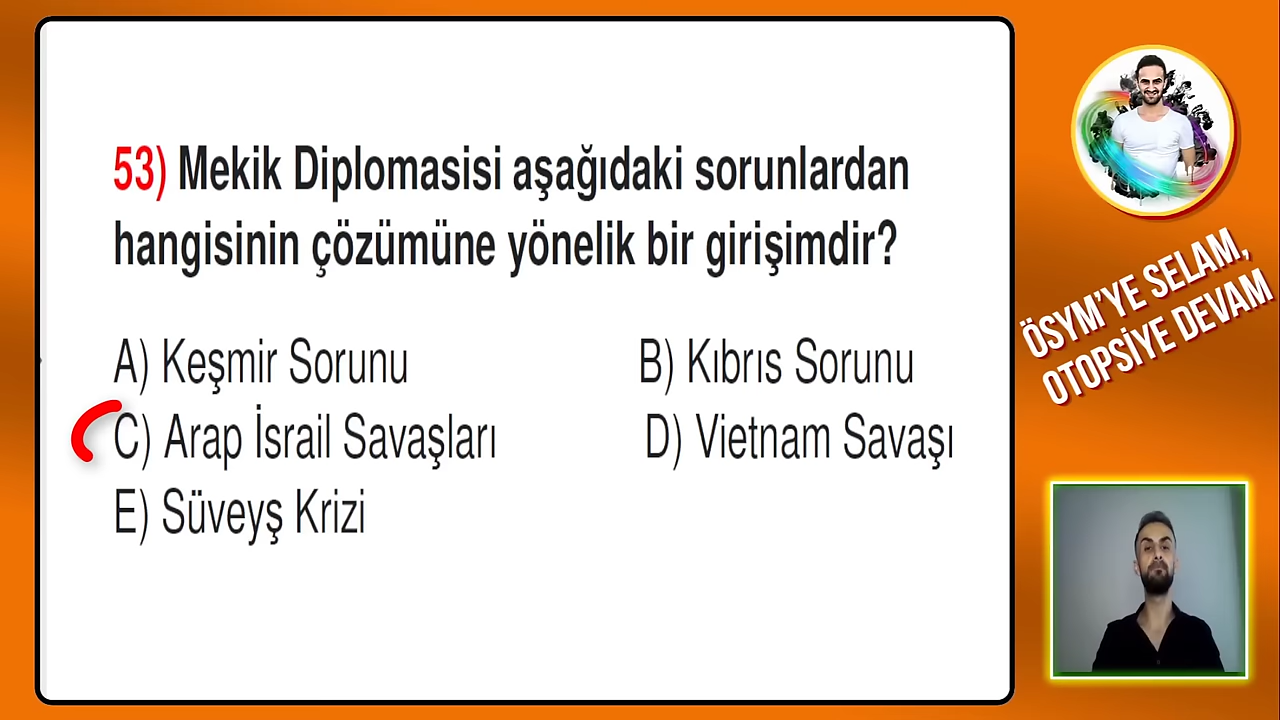 53) Mekik Diplomasisi aşağıdaki sorunlardan
hangisinin çözümüne yönelik bir girişimdir?
A) Keşmir Sorunu
B) Kıbrıs Sorunu
C) Arap İsrail Savaşları
D) Vietnam Savaşı
E) Süveyş Krizi
ÖSYM'YE SELAM,
OTOPSİYE DEVAM